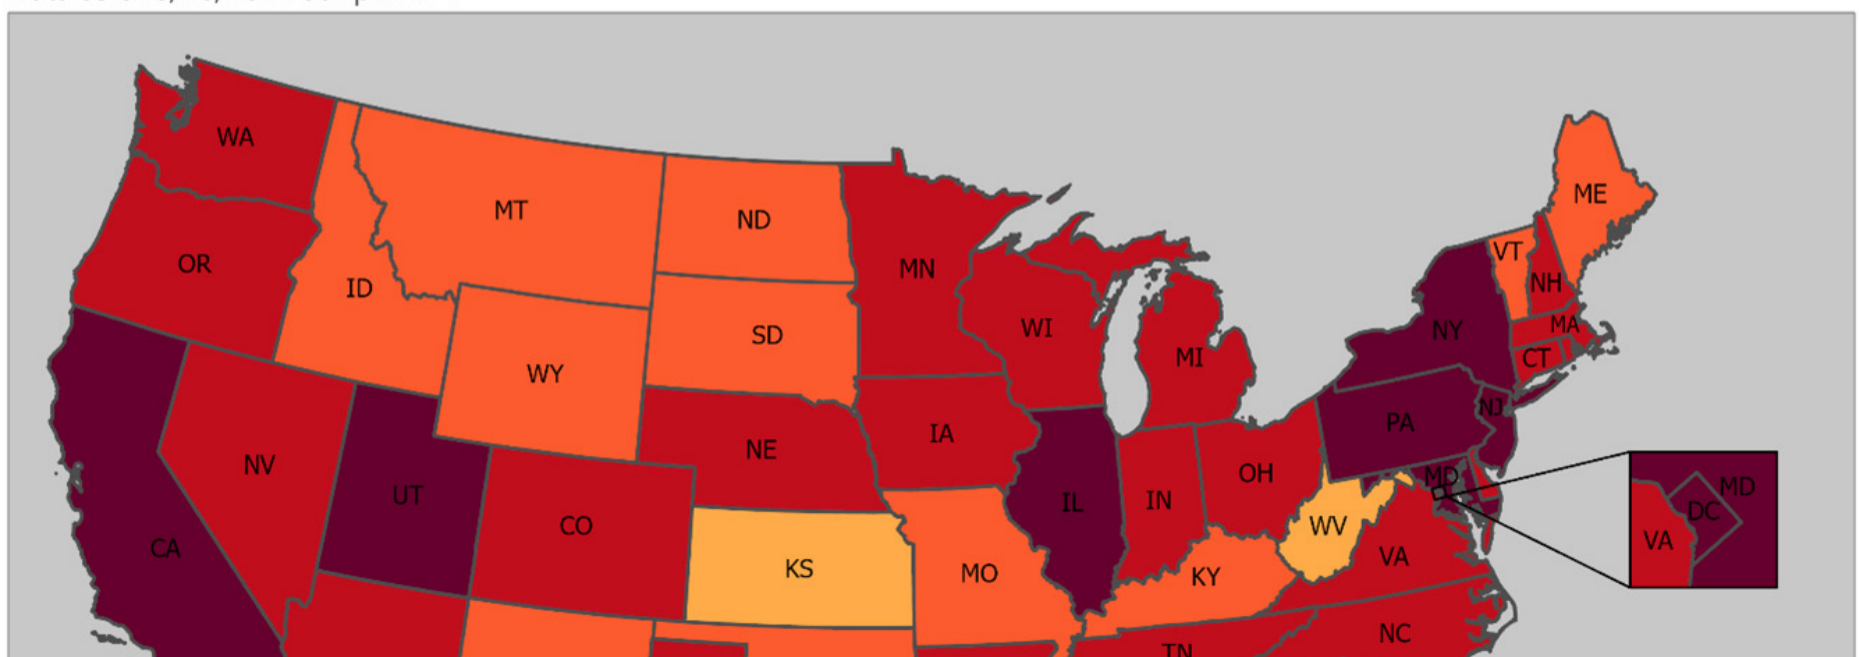 WA
MT
ND
ME
OR
ID
MN
VT
NH
SD
WI
NY
MA
WY
MI
CT
NJ
PA
IA
NE
NV
OH
MD
UT
CO
IL
IN
MD
DC
CA
KS
MO
KY
WV
VA
VA
NC
TN